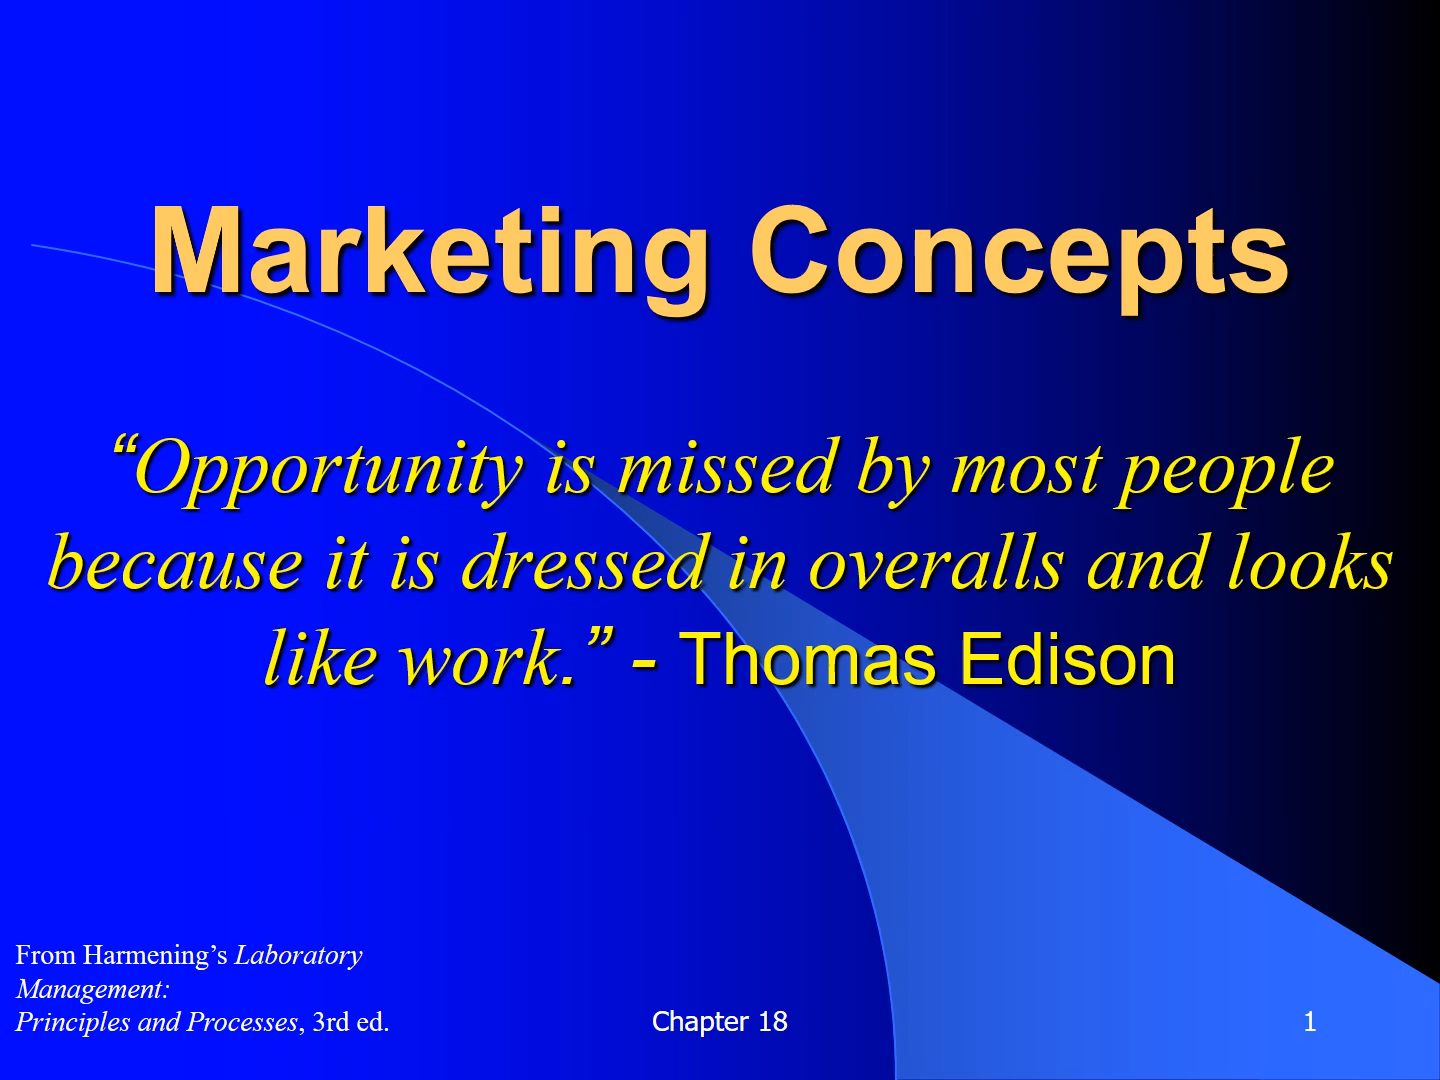 Marketing Concepts
“Opportunity is missed by most people
because it is dressed in overalls and looks
like work.” - Thomas Edison
From Harmening’s Laboratory
Management:
Principles and Processes, 3rd ed.
Chapter 18
1